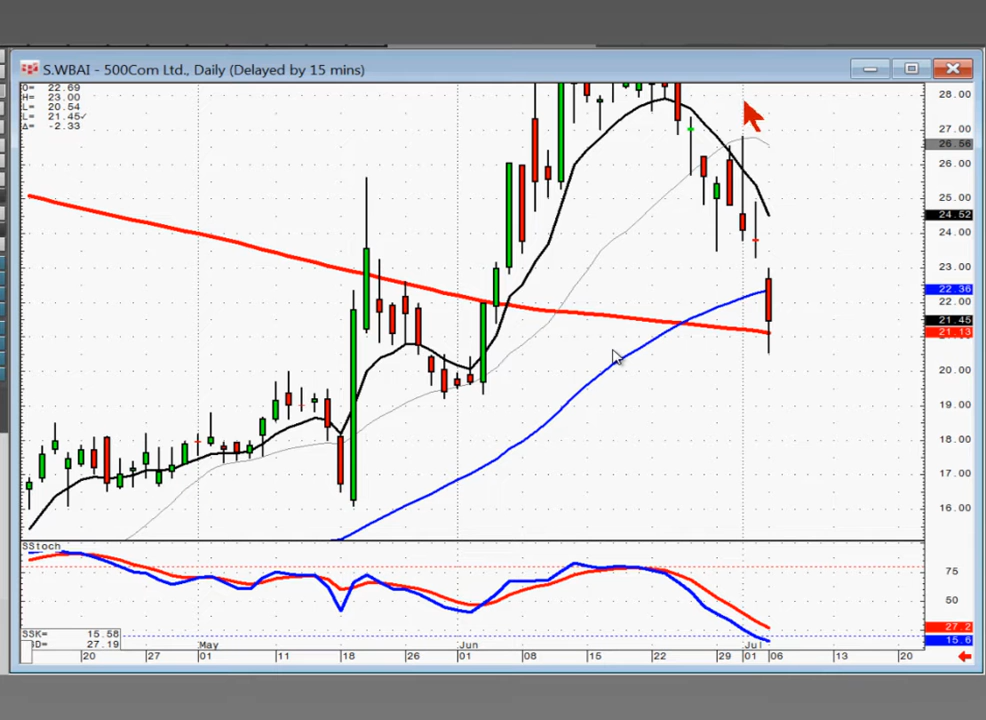 S.WBAI - 500Com Ltd., Daily (Delayed by 15 mins)
O= 22.69
H= 23.00
L= 20.54
L= 21.45✓
Δ= -2.33
28.00
27.00
26.56
26.00
25.00
24.52
24.00
23.00
22.36
22.00
21.45
21.13
20.00
19.00
18.00
17.00
16.00
SStoch
75
50
27.2
15.6
SSK= 15.58
SD= 27.19
May Jun Jul
20 27 01 11 18 26 01 08 15 22 29 01 06 13 20